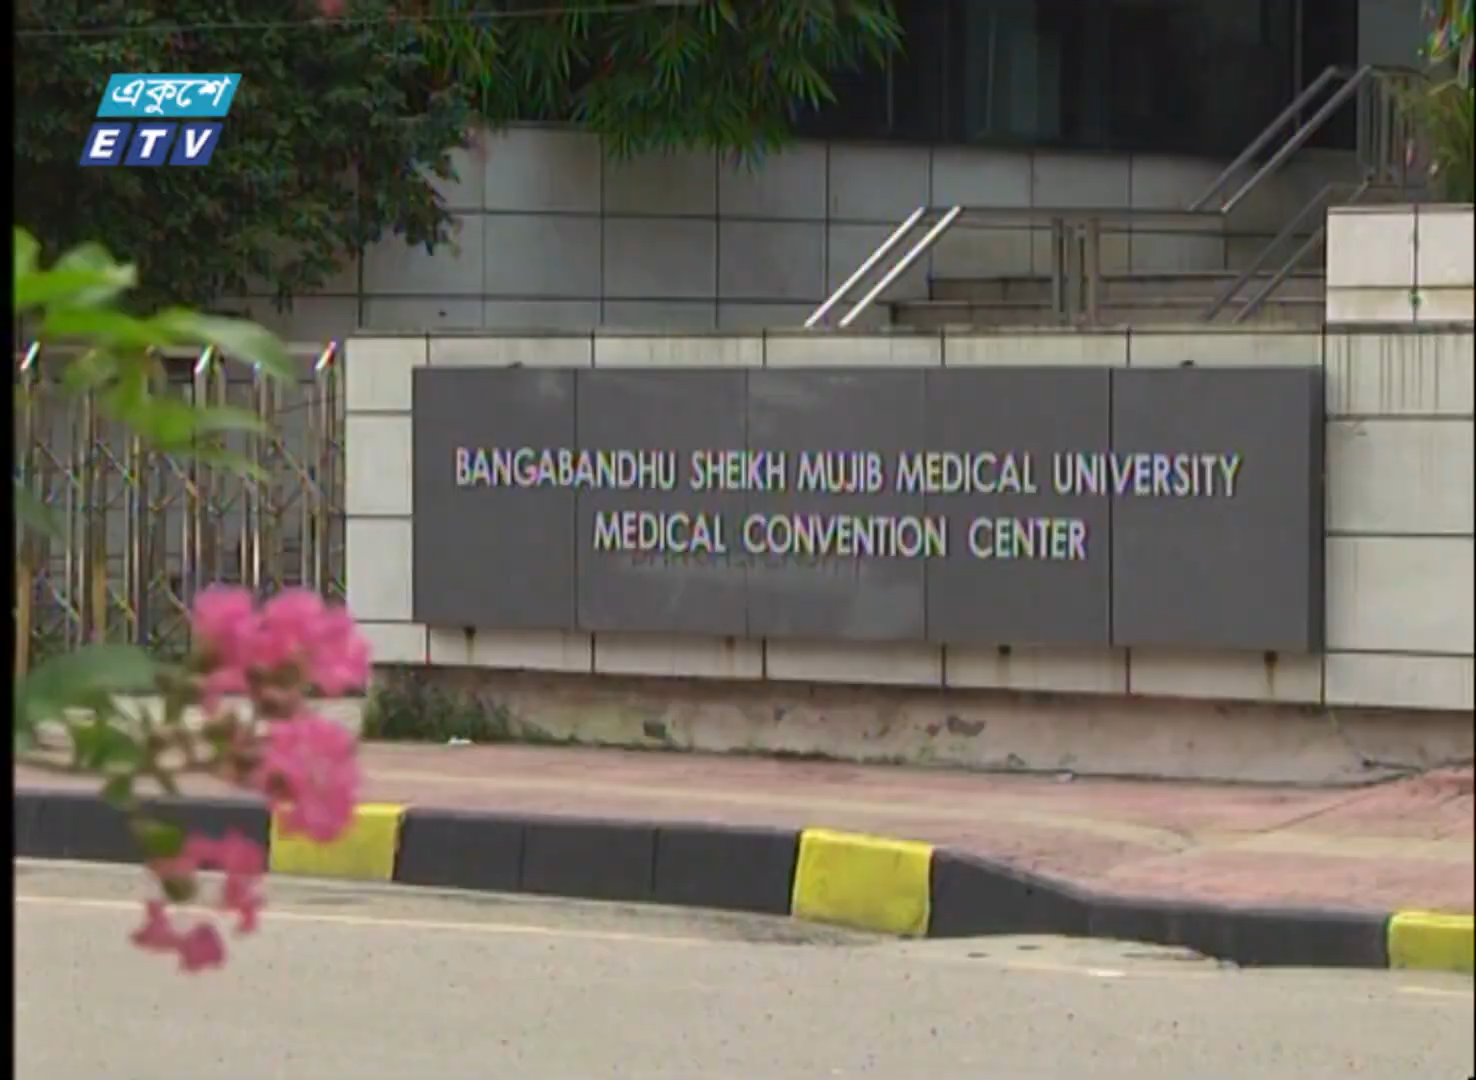 একুশে
ETV
BANGABANDHU SHEIKH MUJIB MEDICAL UNIVERSITY
MEDICAL CONVENTION CENTER